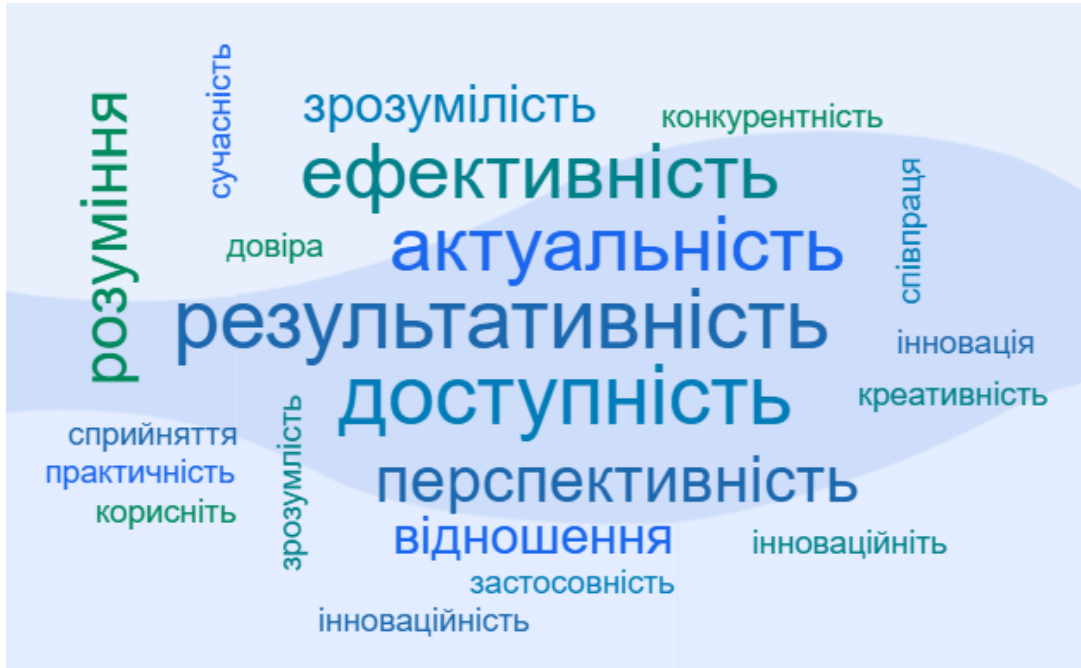 сучасність
розуміння
зрозумілість
конкурентність
ефективність
співпраця
довіра
актуальність
результативність
інновація
доступність
креативність
сприйняття
практичність
зрозумлість
перспективність
корисніть
відношення
інноваційніть
застосовність
інноваційність